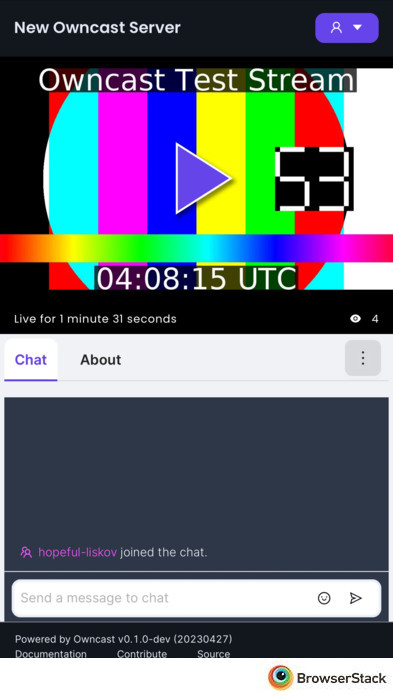 New Owncast Server
Owncast Test Stream
53
04:08:15 UTC
Live for 1 minute 31 seconds
4
Chat
About
hopeful-liskov joined the chat.
Send a message to chat
Powered by Owncast v0.1.0-dev (20230427)
Documentation Contribute Source
BrowserStack